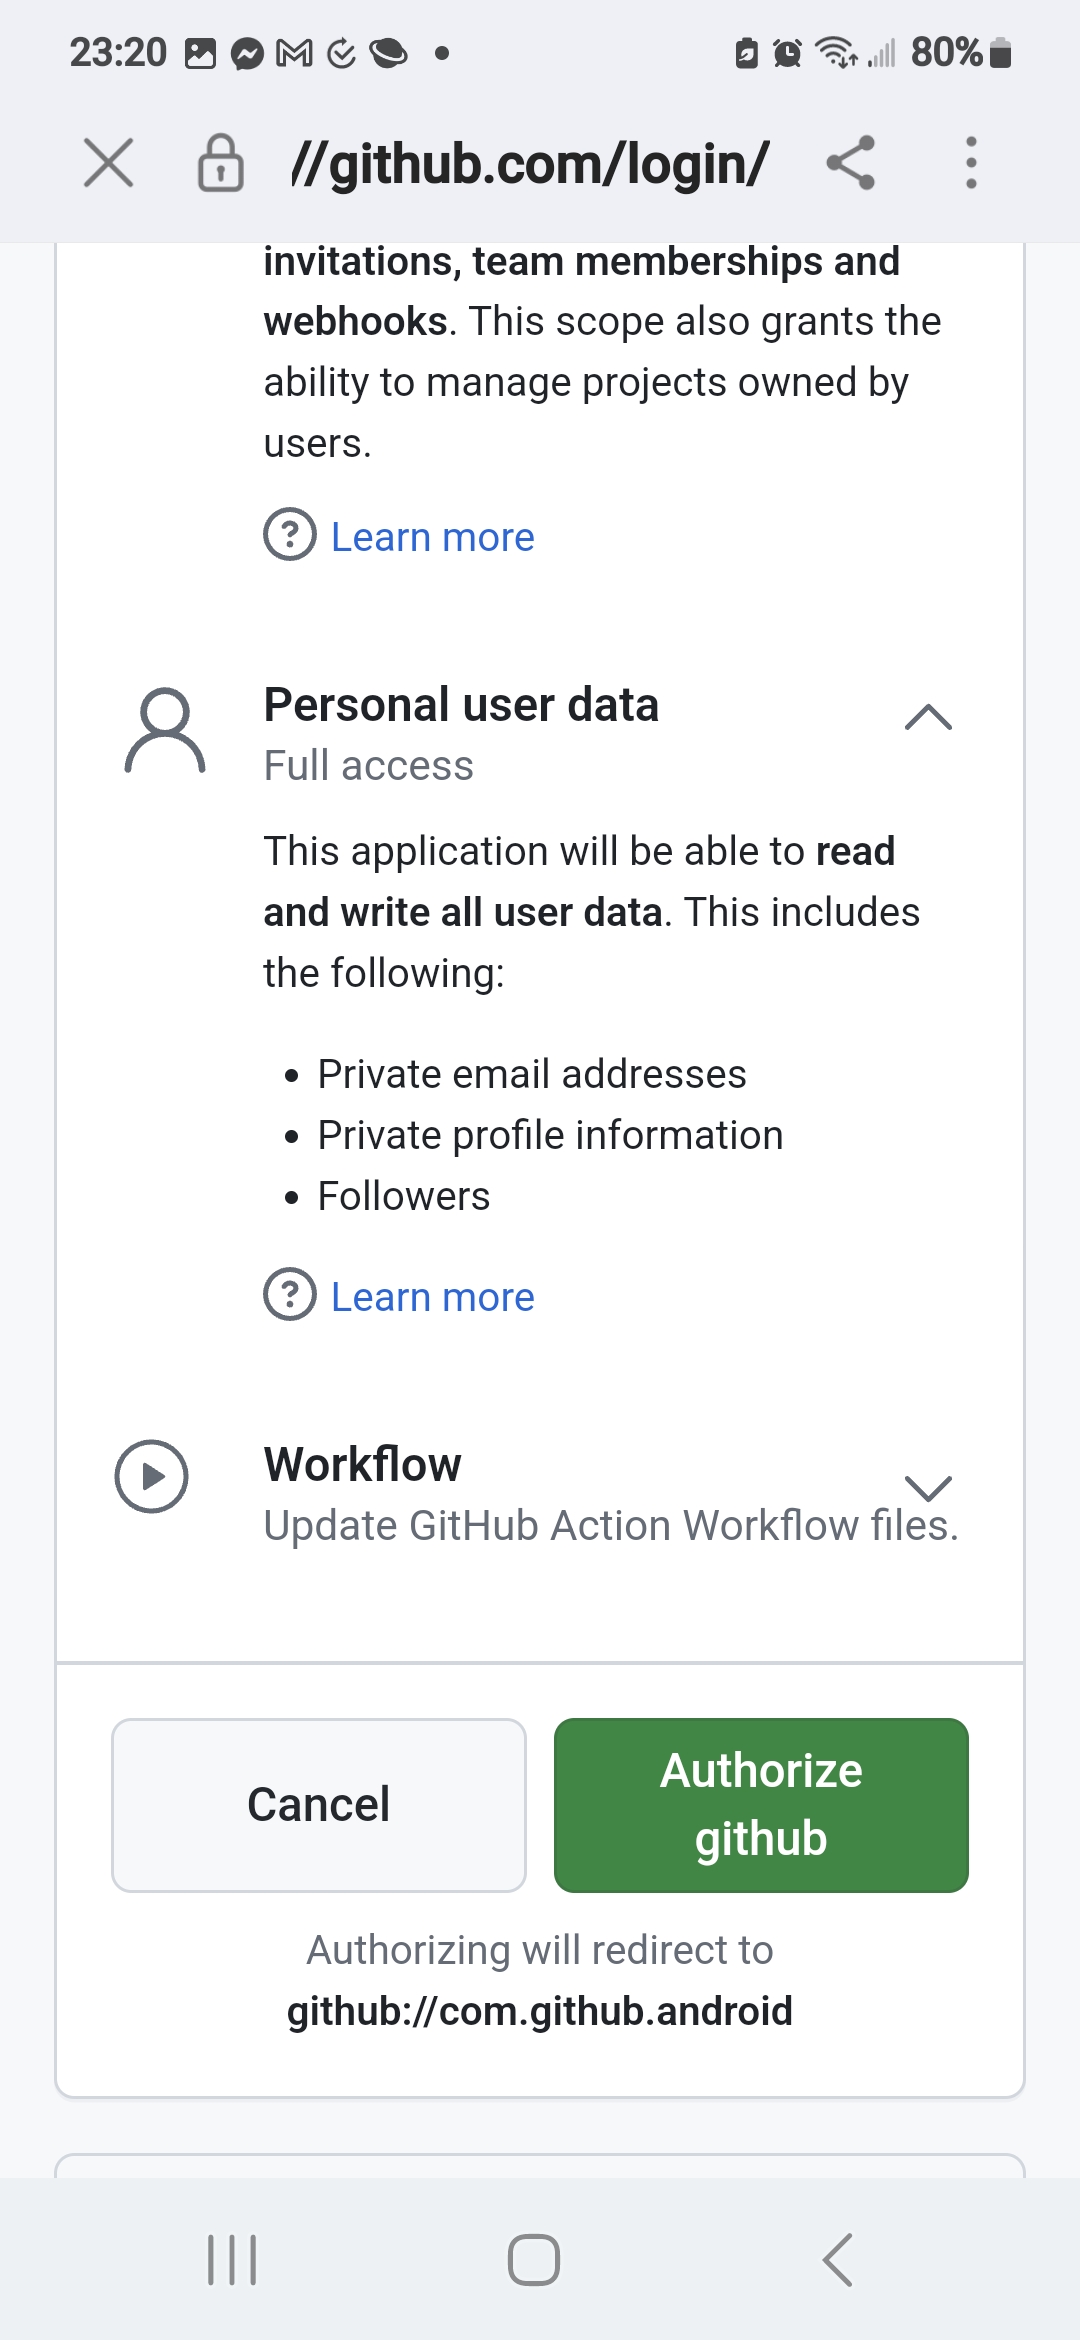 23:20
80%
//github.com/login/
invitations, team memberships and
webhooks. This scope also grants the
ability to manage projects owned by
users.
Learn more
Personal user data
Full access
This application will be able to read
and write all user data. This includes
the following:
• Private email addresses
• Private profile information
• Followers
Learn more
Workflow
Update GitHub Action Workflow files.
Cancel
Authorize
github
Authorizing will redirect to
github://com.github.android